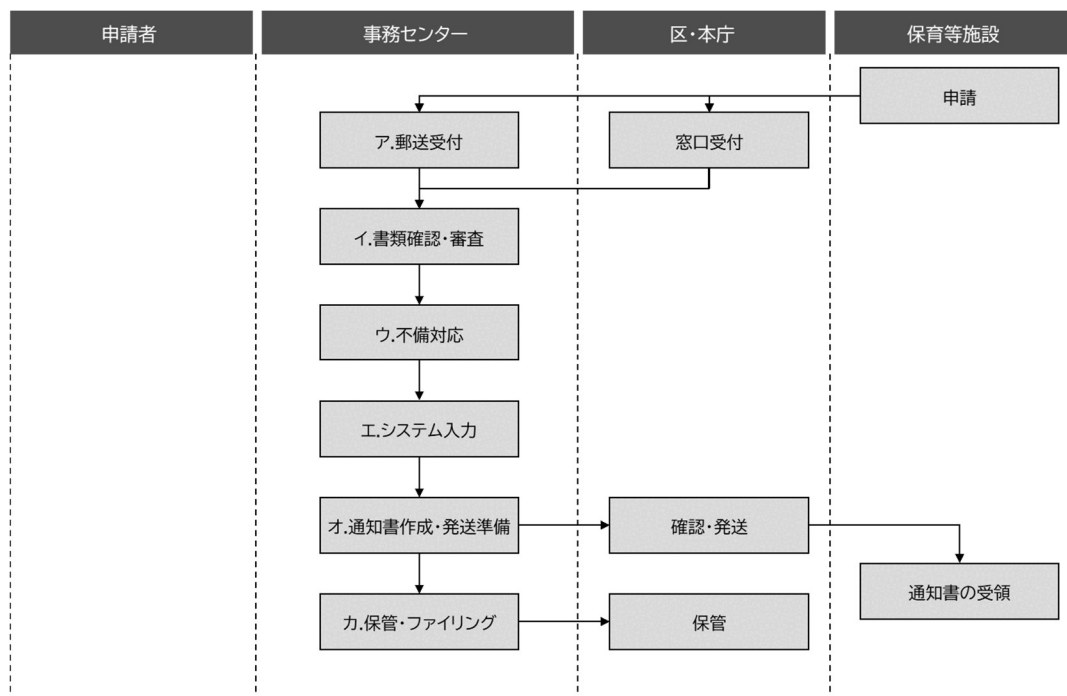 申請者
事務センター
区・本庁
保育等施設
申請
ア.郵送受付
窓口受付
イ.書類確認・審査
ウ.不備対応
エ.システム入力
オ.通知書作成・発送準備
確認・発送
通知書の受領
カ.保管・ファイリング
保管